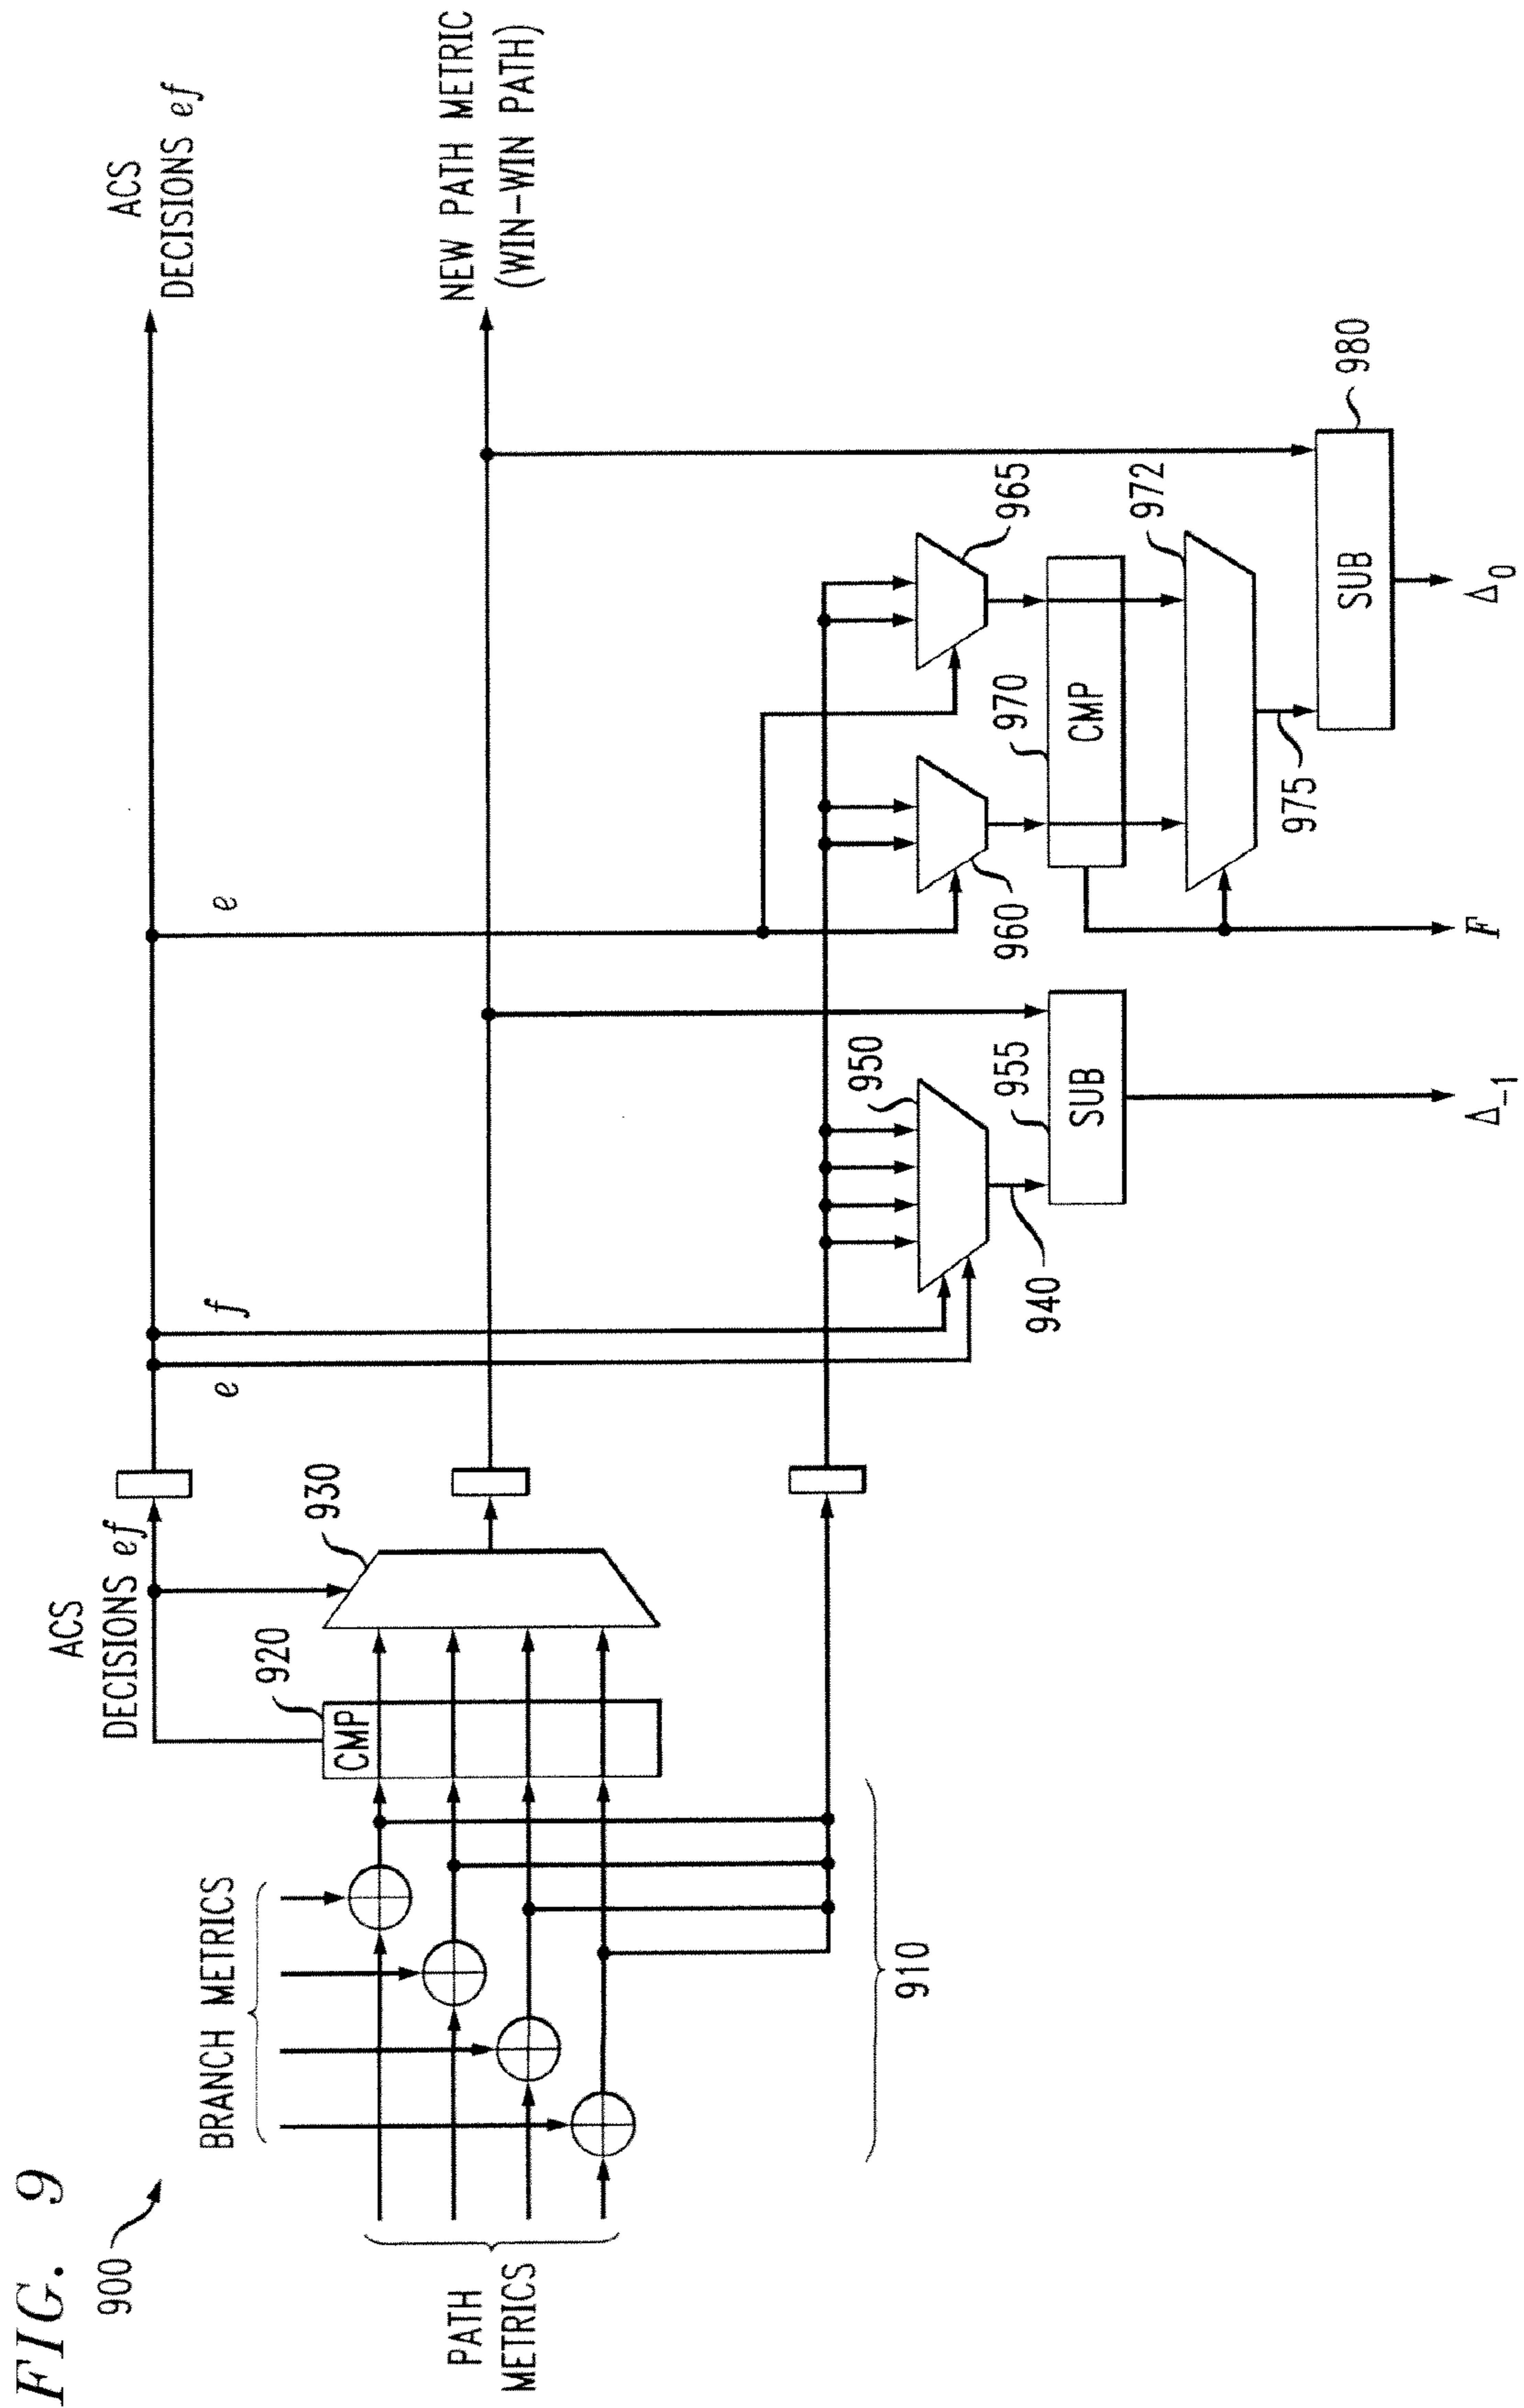 FIG. 9
900
PATH
METRICS
BRANCH METRICS
910
CMP
920
930
ACS
DECISIONS ef
e
f
940
950
955
SUB
Δ₋₁
e
960
965
970
CMP
972
975
F
980
SUB
Δ₀
ACS
DECISIONS ef
NEW PATH METRIC
(WIN-WIN PATH)